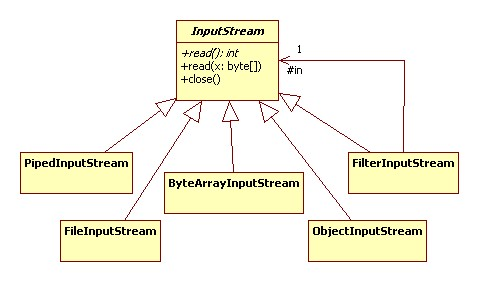 InputStream
+read(): int
+read(x: byte[])
+close()
1
#in
PipedInputStream
FilterInputStream
ByteArrayInputStream
FileInputStream
ObjectInputStream